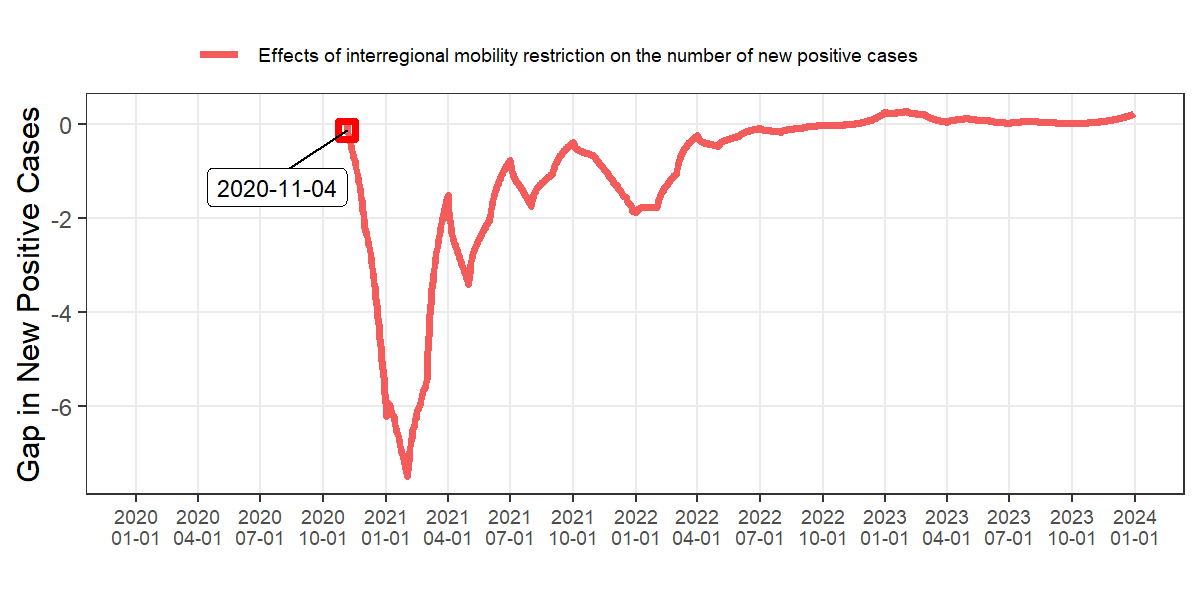 Effects of interregional mobility restriction on the number of new positive cases
Gap in New Positive Cases
0
-2
-4
-6
2020-11-04
2020 2020 2020 2020 2021 2021 2021 2021 2022 2022 2022 2022 2023 2023 2023 2023 2024
01-01 04-01 07-01 10-01 01-01 04-01 07-01 10-01 01-01 04-01 07-01 10-01 01-01 04-01 07-01 10-01 01-01